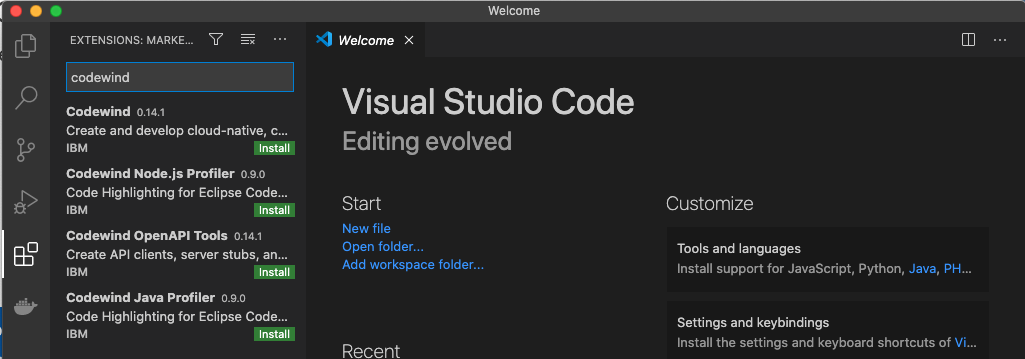 Welcome
EXTENSIONS: MARKE...
Welcome
codewind
Codewind 0.14.1
Create and develop cloud-native, c...
IBM
Install
Codewind Node.js Profiler 0.9.0
Code Highlighting for Eclipse Code...
IBM
Install
Codewind OpenAPI Tools 0.14.1
Create API clients, server stubs, an...
IBM
Install
Codewind Java Profiler 0.9.0
Code Highlighting for Eclipse Code...
IBM
Install
Visual Studio Code
Editing evolved
Start
New file
Open folder...
Add workspace folder...
Recent
Customize
Tools and languages
Install support for JavaScript, Python, Java, PH...
Settings and keybindings
Install the settings and keyboard shortcuts of Vi...